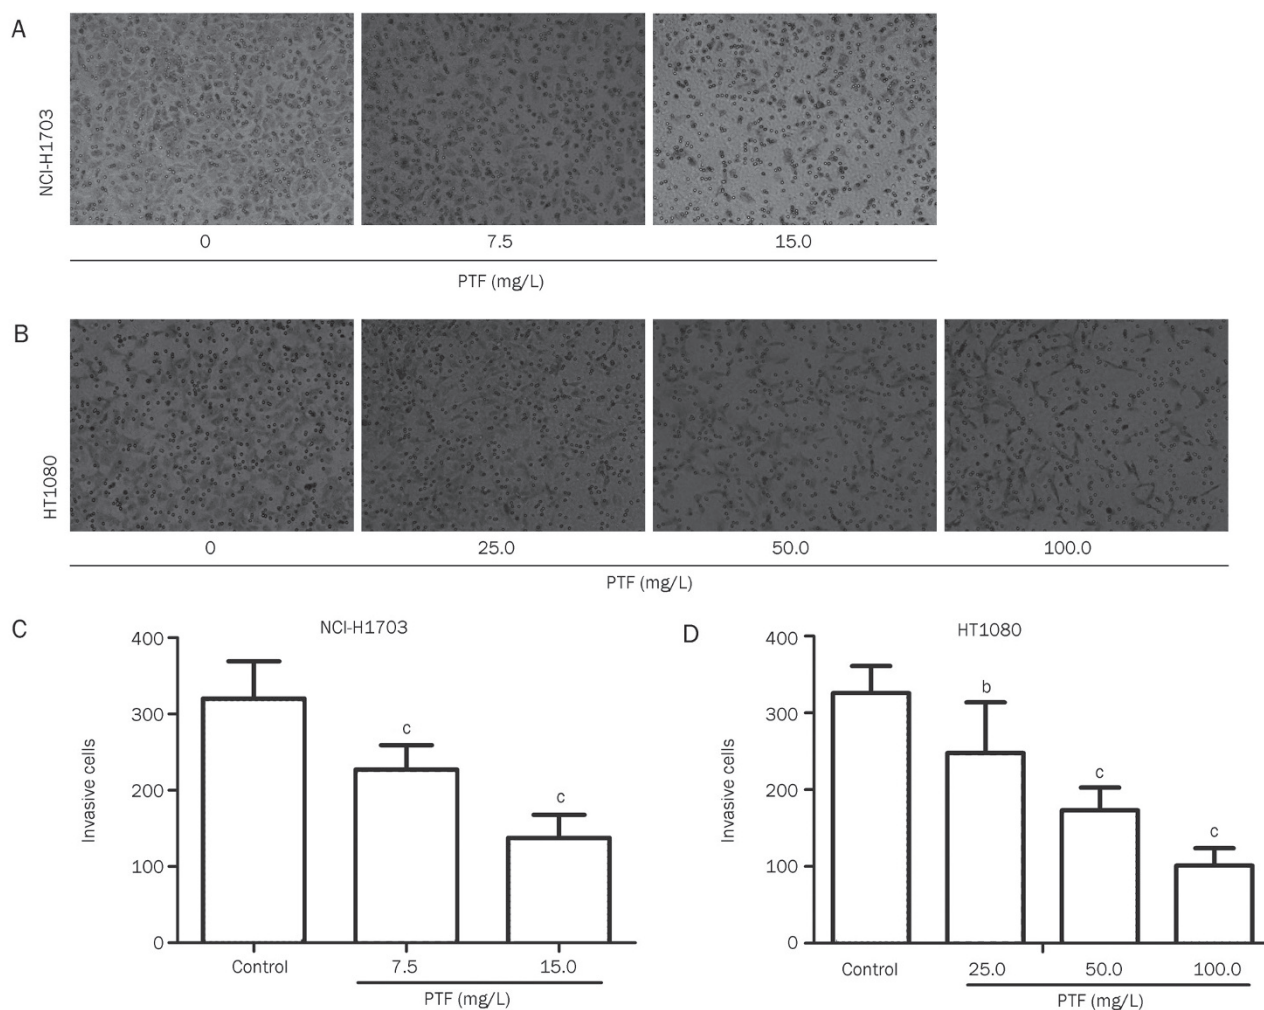 A
NCI-H1703
0 7.5 15.0
PTF (mg/L)
B
HT1080
0 25.0 50.0 100.0
PTF (mg/L)
C
NCI-H1703
Invasive cells
400
300
200
100
0
c
c
Control 7.5 15.0
PTF (mg/L)
D
HT1080
Invasive cells
400
300
200
100
0
b
c
c
Control 25.0 50.0 100.0
PTF (mg/L)